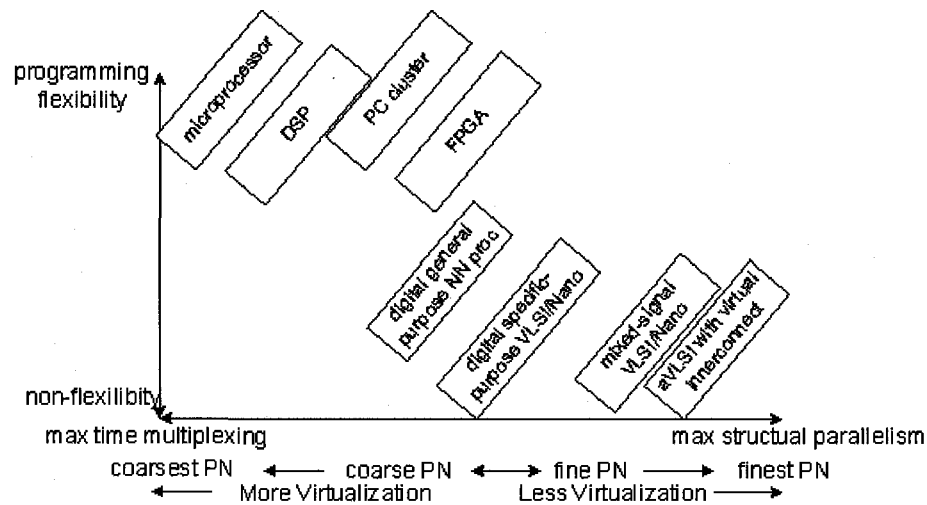 programming
flexibility
microprocessor
DSP
PC cluster
FPGA
digital general
purpose NN proc
digital specific-
purpose VLSI/Nano
mixed-signal
VLSI/Nano
aVLSI with virtual
innerconnect
non-flexilibity
max time multiplexing
max structual parallelism
coarsest PN
coarse PN
fine PN
finest PN
More Virtualization
Less Virtualization